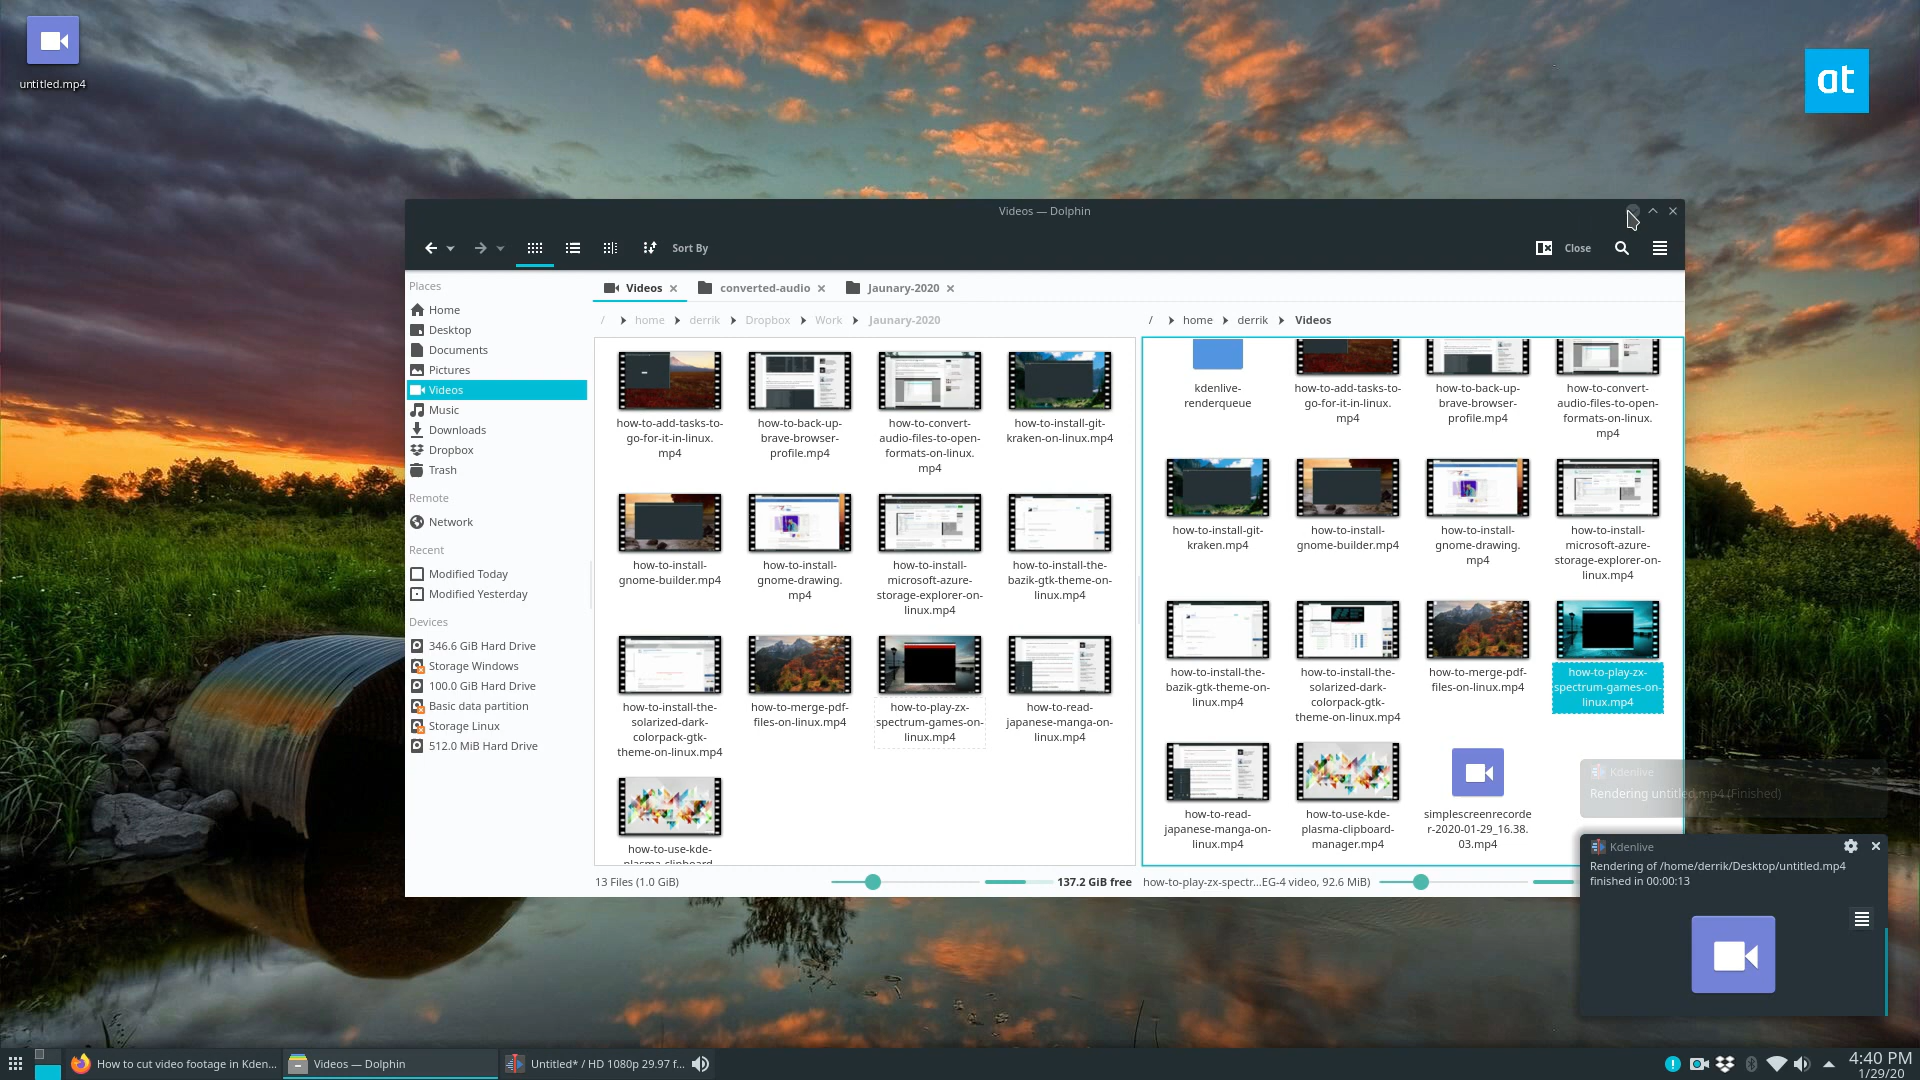 untitled.mp4
at
Videos — Dolphin
Sort By
Close
Places
Home
Desktop
Documents
Pictures
Videos
Music
Downloads
Dropbox
Trash
Remote
Network
Recent
Modified Today
Modified Yesterday
Devices
346.6 GiB Hard Drive
Storage Windows
100.0 GiB Hard Drive
Basic data partition
Storage Linux
512.0 MiB Hard Drive
Videos
converted-audio
Jaunary-2020
/ home derrik Dropbox Work Jaunary-2020
how-to-add-tasks-to-
go-for-it-in-linux.
mp4
how-to-back-up-
brave-browser-
profile.mp4
how-to-convert-
audio-files-to-open-
formats-on-linux.
mp4
how-to-install-git-
kraken-on-linux.mp4
how-to-install-
gnome-builder.mp4
how-to-install-
gnome-drawing.
mp4
how-to-install-
microsoft-azure-
storage-explorer-on-
linux.mp4
how-to-install-the-
bazik-gtk-theme-on-
linux.mp4
how-to-install-the-
solarized-dark-
colorpack-gtk-
theme-on-linux.mp4
how-to-merge-pdf-
files-on-linux.mp4
how-to-play-zx-
spectrum-games-on-
linux.mp4
how-to-read-
japanese-manga-on-
linux.mp4
how-to-use-kde-
plasma-clipboard-
13 Files (1.0 GiB)
137.2 GiB free
/ home derrik Videos
kdenlive-
renderqueue
how-to-add-tasks-to-
go-for-it-in-linux.
mp4
how-to-back-up-
brave-browser-
profile.mp4
how-to-convert-
audio-files-to-open-
formats-on-linux.
mp4
how-to-install-git-
kraken.mp4
how-to-install-
gnome-builder.mp4
how-to-install-
gnome-drawing.
mp4
how-to-install-
microsoft-azure-
storage-explorer-on-
linux.mp4
how-to-install-the-
bazik-gtk-theme-on-
linux.mp4
how-to-install-the-
solarized-dark-
colorpack-gtk-
theme-on-linux.mp4
how-to-merge-pdf-
files-on-linux.mp4
how-to-play-zx-
spectrum-games-on-
linux.mp4
how-to-read-
japanese-manga-on-
linux.mp4
how-to-use-kde-
plasma-clipboard-
manager.mp4
simplescreenrecorde
r-2020-01-29_16.38.
03.mp4
how-to-play-zx-spectr...EG-4 video, 92.6 MiB)
Kdenlive
Rendering untitled.mp4 (Finished)
Kdenlive
Rendering of /home/derrik/Desktop/untitled.mp4
finished in 00:00:13
How to cut video footage in Kden...
Videos — Dolphin
Untitled* / HD 1080p 29.97 f...
4:40 PM
1/29/20